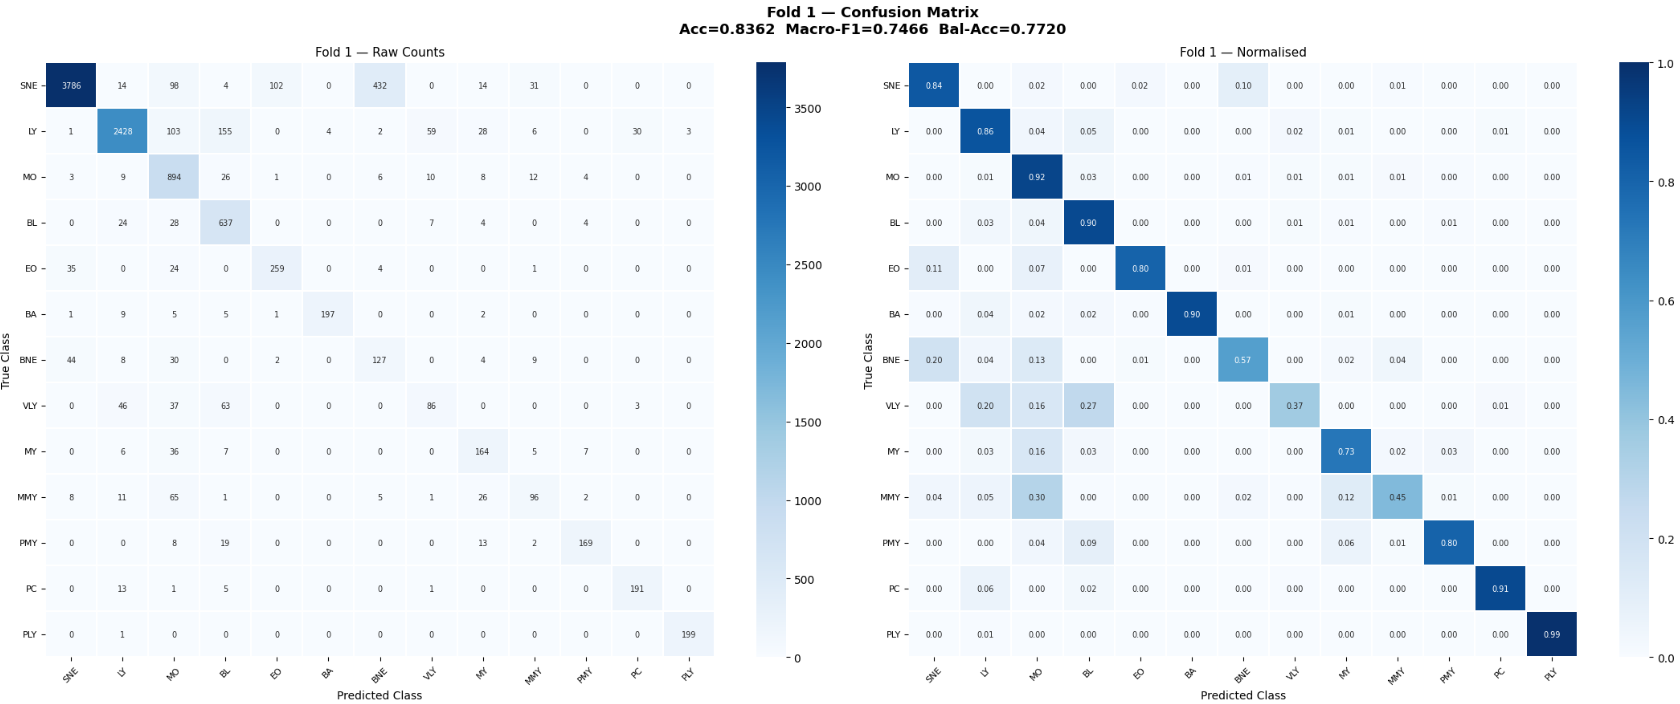 Fold 1 — Confusion Matrix
Acc=0.8362 Macro-F1=0.7466 Bal-Acc=0.7720
Fold 1 — Raw Counts
SNE 3786 14 98 4 102 0 432 0 14 31 0 0 0
LY 1 2428 103 155 0 4 2 59 28 6 0 30 3
MO 3 9 894 26 1 0 6 10 8 12 4 0 0
BL 0 24 28 637 0 0 0 7 4 0 4 0 0
EO 35 0 24 0 259 0 4 0 0 1 0 0 0
BA 1 9 5 5 1 197 0 0 2 0 0 0 0
BNE 44 8 30 0 2 0 127 0 4 9 0 0 0
VLY 0 46 37 63 0 0 0 86 0 0 0 3 0
MY 0 6 36 7 0 0 0 0 164 5 7 0 0
MMY 8 11 65 1 0 0 5 1 26 96 2 0 0
PMY 0 0 8 19 0 0 0 0 13 2 169 0 0
PC 0 13 1 5 0 0 0 1 0 0 0 191 0
PLY 0 1 0 0 0 0 0 0 0 0 0 0 199
SNE LY MO BL EO BA BNE VLY MY MMY PMY PC PLY
Predicted Class
True Class
3500
3000
2500
2000
1500
1000
500
0
Fold 1 — Normalised
SNE 0.84 0.00 0.02 0.00 0.02 0.00 0.10 0.00 0.00 0.01 0.00 0.00 0.00
LY 0.00 0.86 0.04 0.05 0.00 0.00 0.00 0.02 0.01 0.00 0.00 0.01 0.00
MO 0.00 0.01 0.92 0.03 0.00 0.00 0.01 0.01 0.01 0.01 0.00 0.00 0.00
BL 0.00 0.03 0.04 0.90 0.00 0.00 0.00 0.01 0.01 0.00 0.01 0.00 0.00
EO 0.11 0.00 0.07 0.00 0.80 0.00 0.01 0.00 0.00 0.00 0.00 0.00 0.00
BA 0.00 0.04 0.02 0.02 0.00 0.90 0.00 0.00 0.01 0.00 0.00 0.00 0.00
BNE 0.20 0.04 0.13 0.00 0.01 0.00 0.57 0.00 0.02 0.04 0.00 0.00 0.00
VLY 0.00 0.20 0.16 0.27 0.00 0.00 0.00 0.37 0.00 0.00 0.00 0.01 0.00
MY 0.00 0.03 0.16 0.03 0.00 0.00 0.00 0.00 0.73 0.02 0.03 0.00 0.00
MMY 0.04 0.05 0.30 0.00 0.00 0.00 0.02 0.00 0.12 0.45 0.01 0.00 0.00
PMY 0.00 0.00 0.04 0.09 0.00 0.00 0.00 0.00 0.06 0.01 0.80 0.00 0.00
PC 0.00 0.06 0.00 0.02 0.00 0.00 0.00 0.00 0.00 0.00 0.00 0.91 0.00
PLY 0.00 0.01 0.00 0.00 0.00 0.00 0.00 0.00 0.00 0.00 0.00 0.00 0.99
SNE LY MO BL EO BA BNE VLY MY MMY PMY PC PLY
Predicted Class
True Class
1.0
0.8
0.6
0.4
0.2
0.0